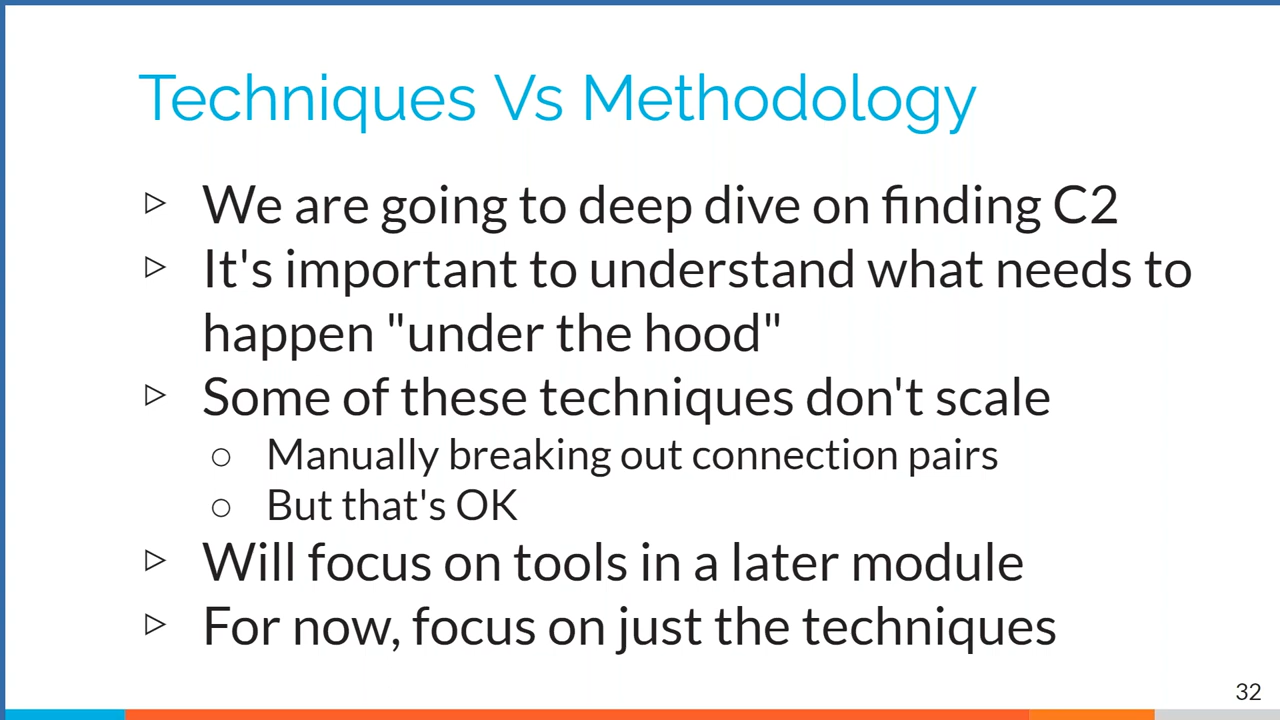 Techniques Vs Methodology
▷ We are going to deep dive on finding C2
▷ It's important to understand what needs to
happen "under the hood"
▷ Some of these techniques don't scale
○ Manually breaking out connection pairs
○ But that's OK
▷ Will focus on tools in a later module
▷ For now, focus on just the techniques
32